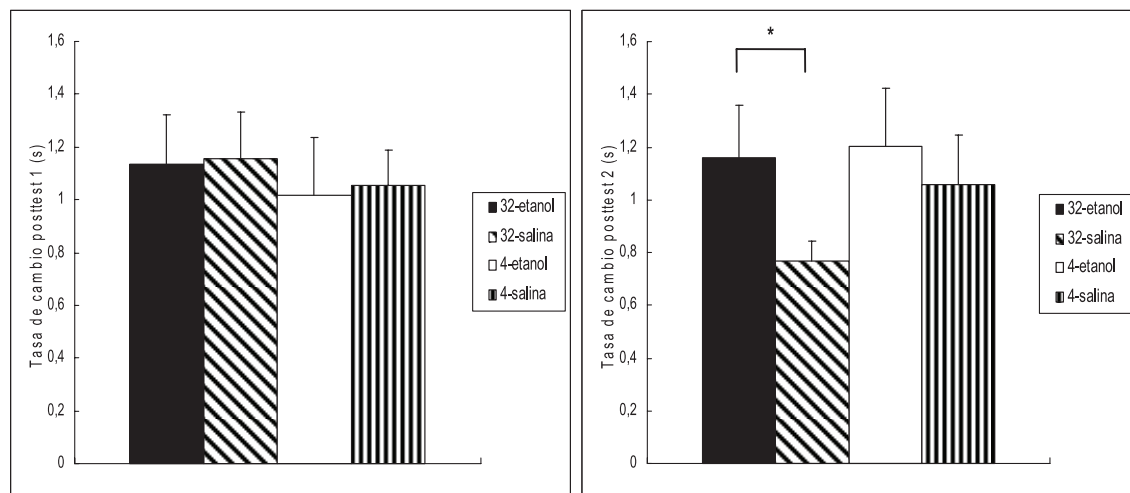 Tasa de cambio posttest 1 (s)
1,6
1,4
1,2
1
0,8
0,6
0,4
0,2
0
32-etanol
32-salina
4-etanol
4-salina
Tasa de cambio posttest 2 (s)
1,6
1,4
1,2
1
0,8
0,6
0,4
0,2
0
*
32-etanol
32-salina
4-etanol
4-salina